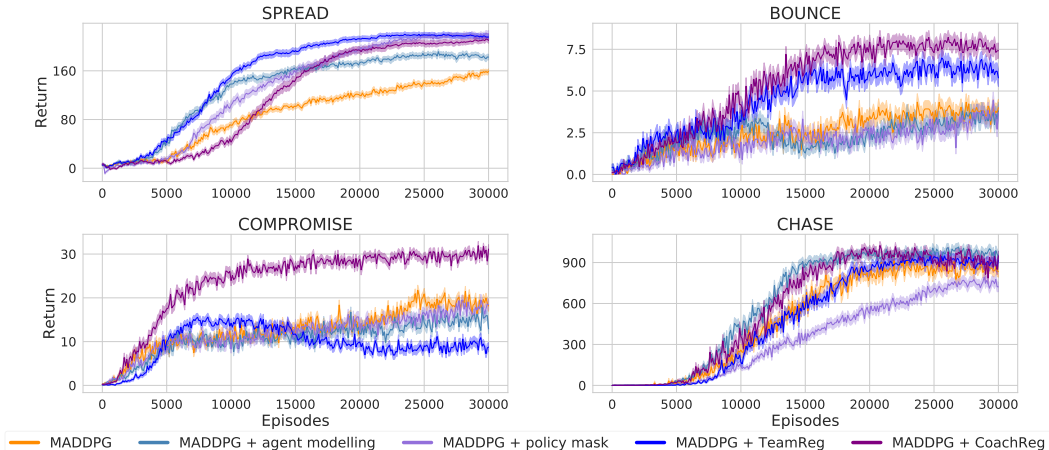 SPREAD
BOUNCE
Return
160
80
0
7.5
5.0
2.5
0.0
0 5000 10000 15000 20000 25000 30000
0 5000 10000 15000 20000 25000 30000
COMPROMISE
CHASE
Return
30
20
10
0
900
600
300
0
0 5000 10000 15000 20000 25000 30000
0 5000 10000 15000 20000 25000 30000
Episodes
Episodes
MADDPG MADDPG + agent modelling MADDPG + policy mask MADDPG + TeamReg MADDPG + CoachReg